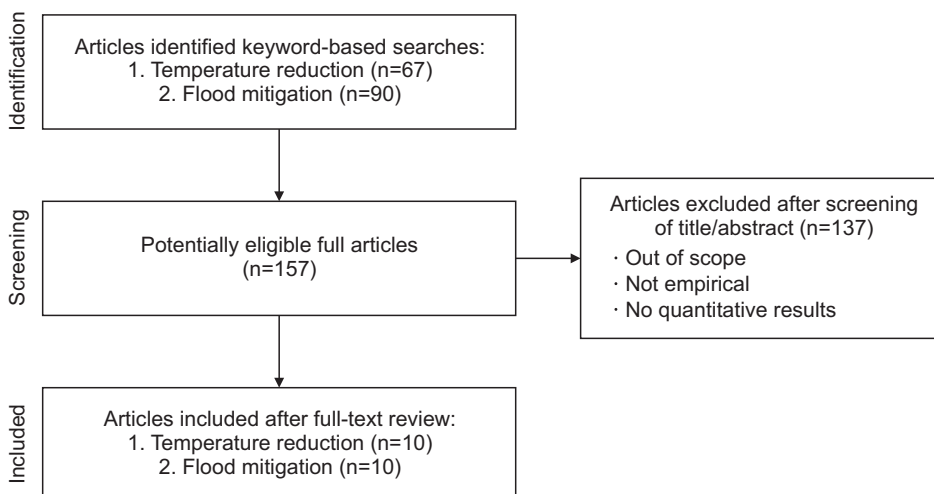 Identification
Articles identified keyword-based searches:
1. Temperature reduction (n=67)
2. Flood mitigation (n=90)
Screening
Potentially eligible full articles
(n=157)
Articles excluded after screening
of title/abstract (n=137)
· Out of scope
· Not empirical
· No quantitative results
Included
Articles included after full-text review:
1. Temperature reduction (n=10)
2. Flood mitigation (n=10)